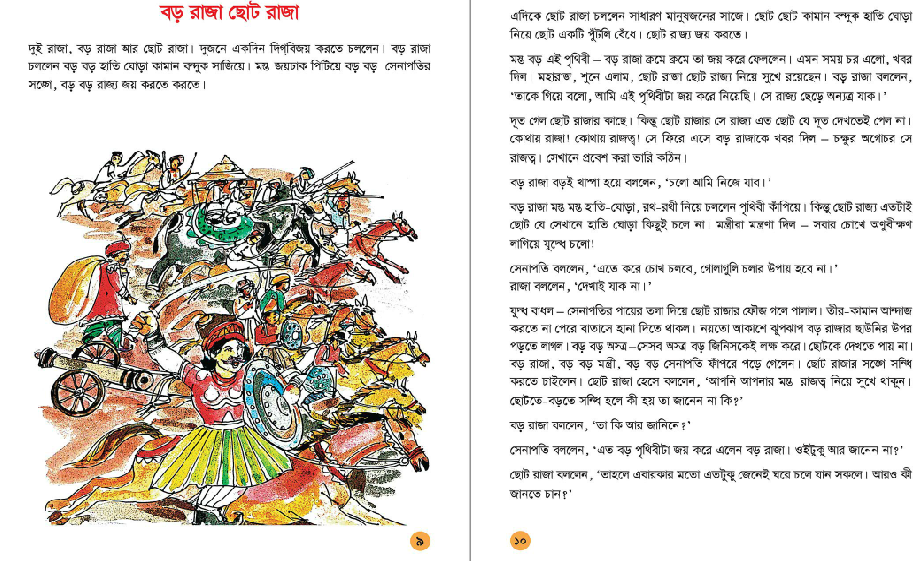 বড় রাজা ছোট রাজা
দুই রাজা, বড় রাজা আর ছোট রাজা। দুজনে একদিন দিগ্বিজয় করতে চললেন। বড় রাজা
চললেন বড় বড় হাতি ঘোড়া কামান বন্দুক সাজিয়ে। মস্ত জয়ঢাক পিটিয়ে বড় বড় সেনাপতির
সঙ্গে, বড় বড় রাজ্য জয় করতে করতে।
৯
এদিকে ছোট রাজা চললেন সাধারণ মানুষজনের সাজে। ছোট ছোট কামান বন্দুক হাতি ঘোড়া
নিয়ে ছোট একটি পুঁটলি বেঁধে। ছোট রাজ্য জয় করতে।
মস্ত বড় এই পৃথিবী – বড় রাজা ক্রমে ক্রমে তা জয় করে ফেললেন। এমন সময় চর এলো, খবর
দিল – মহারাজ, শুনে এলাম, ছোট রাজা ছোট রাজ্য নিয়ে সুখে রয়েছেন। বড় রাজা বললেন,
‘তাকে গিয়ে বলো, আমি এই পৃথিবীটা জয় করে নিয়েছি। সে রাজ্য ছেড়ে অন্যত্র যাক।’
দূত গেল ছোট রাজার কাছে। কিন্তু ছোট রাজার সে রাজ্য এত ছোট যে দূত দেখতেই পেল না।
কোথায় রাজা! কোথায় রাজত্ব! সে ফিরে এসে বড় রাজাকে খবর দিল – চক্ষুর অগোচর সে
রাজত্ব। সেখানে প্রবেশ করা ভারি কঠিন।
বড় রাজা বড়ই খাপ্পা হয়ে বললেন, ‘চলো আমি নিজে যাব।’
বড় রাজা মস্ত মস্ত হাতি-ঘোড়া, রথ-রথী নিয়ে চললেন পৃথিবী কাঁপিয়ে। কিন্তু ছোট রাজ্য এতটাই
ছোট যে সেখানে হাতি ঘোড়া কিছুই চলে না। মন্ত্রীরা মন্ত্রণা দিল – সবার চোখে অণুবীক্ষণ
লাগিয়ে যুদ্ধে চলো!
সেনাপতি বললেন, ‘এতে করে চোখ চলবে, গোলাগুলি চলার উপায় হবে না।’
রাজা বললেন, ‘দেখাই যাক না।’
যুদ্ধ বাধল – সেনাপতির পায়ের তলা দিয়ে ছোট রাজার ফৌজ গলে পালাল। তীর-কামান আন্দাজ
করতে না পেরে বাতাসে হানা দিতে থাকল। নয়তো আকাশে ঝুপঝাপ বড় রাজার ছাউনির উপর
পড়তে লাগল। বড় বড় অস্ত্র – সেসব অস্ত্র বড় জিনিসকেই লক্ষ করে। ছোটকে দেখতে পায় না।
বড় রাজা, বড় বড় মন্ত্রী, বড় বড় সেনাপতি ফাঁপরে পড়ে গেলেন। ছোট রাজার সঙ্গে সন্ধি
করতে চাইলেন। ছোট রাজা হেসে বললেন, ‘আপনি আপনার মস্ত রাজত্ব নিয়ে সুখে থাকুন।
ছোটতে-বড়তে সন্ধি হলে কী হয় তা জানেন না কি?’
বড় রাজা বললেন, ‘তা কি আর জানিনে?’
সেনাপতি বললেন, ‘এত বড় পৃথিবীটা জয় করে এলেন বড় রাজা। ওইটুকু আর জানেন না?’
ছোট রাজা বললেন, ‘তাহলে এবারকার মতো এতটুকু জেনেই ঘরে চলে যান সকলে। আরও কী
জানতে চান?’
১০